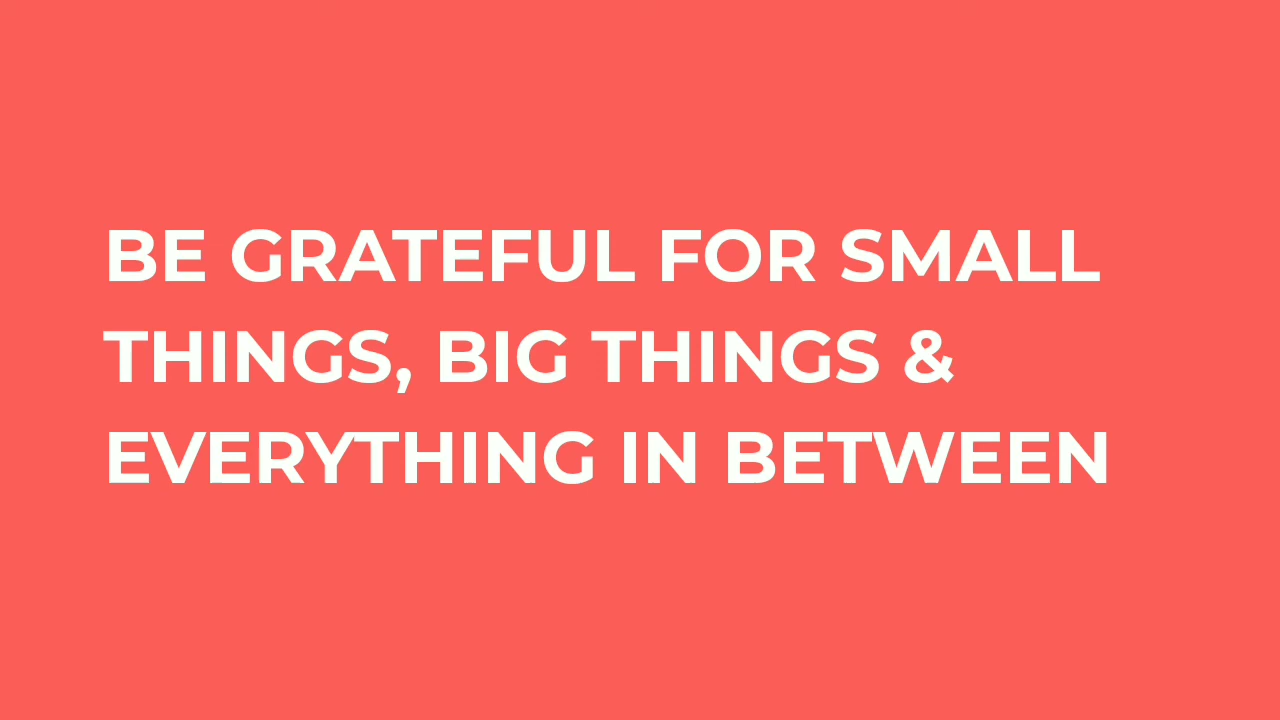 BE GRATEFUL FOR SMALL
THINGS, BIG THINGS &
EVERYTHING IN BETWEEN